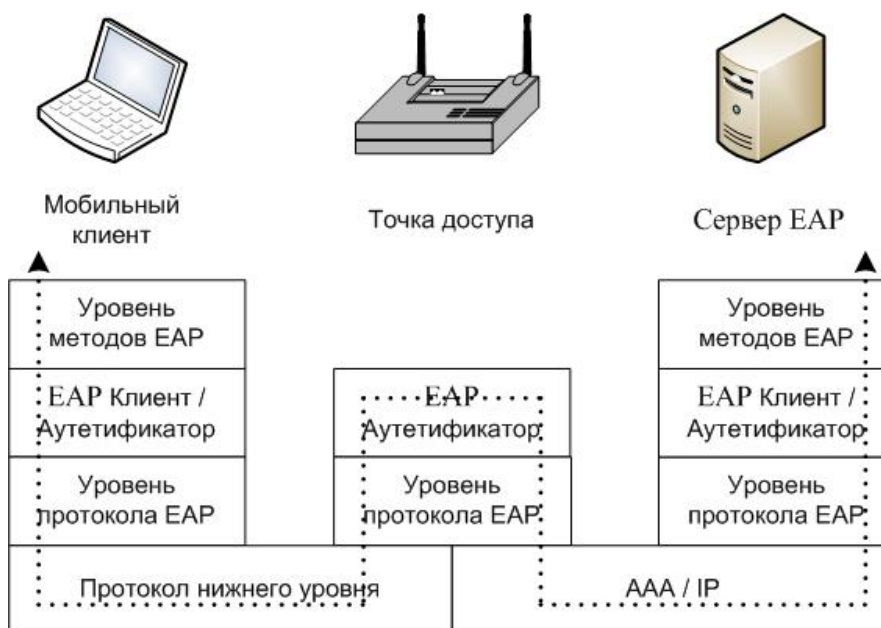 Мобильный
клиент
Точка доступа
Сервер EAP
Уровень
методов EAP
Уровень
методов EAP
EAP Клиент /
Аутетификатор
EAP
Аутетификатор
EAP Клиент /
Аутетификатор
Уровень
протокола EAP
Уровень
протокола EAP
Уровень
протокола EAP
Протокол нижнего уровня
AAA / IP